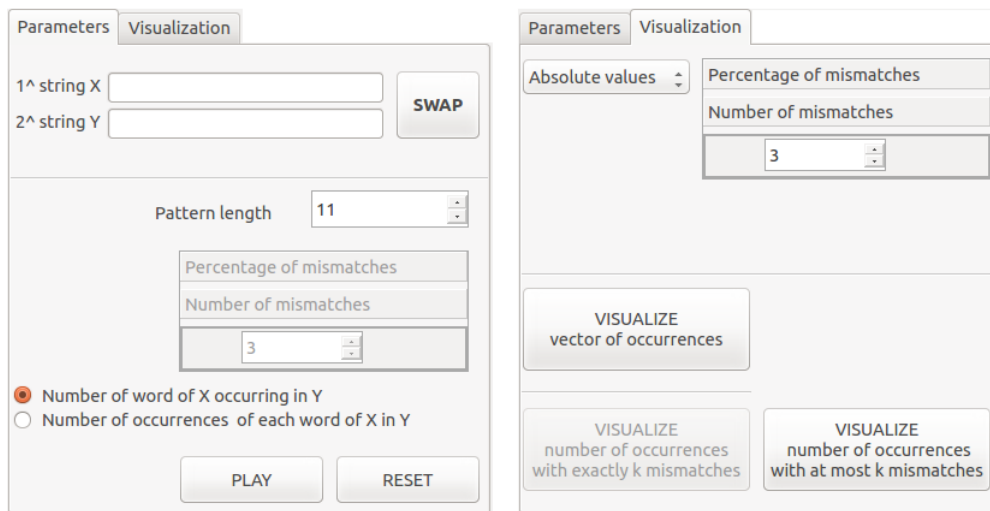 Parameters Visualization
1^ string X
SWAP
2^ string Y
Pattern length 11
Percentage of mismatches
Number of mismatches
3
Number of word of X occurring in Y
Number of occurrences of each word of X in Y
PLAY RESET
Parameters Visualization
Absolute values Percentage of mismatches
Number of mismatches
3
VISUALIZE
vector of occurrences
VISUALIZE
number of occurrences
with exactly k mismatches
VISUALIZE
number of occurrences
with at most k mismatches